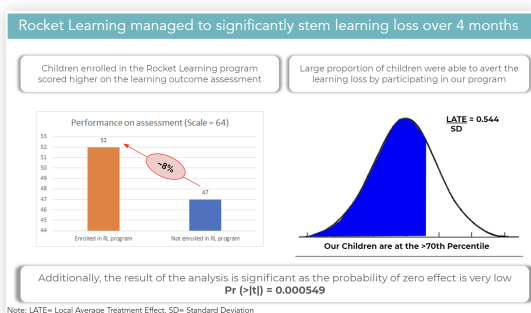 Rocket Learning managed to significantly stem learning loss over 4 months
Children enrolled in the Rocket Learning program
scored higher on the learning outcome assessment
Large proportion of children were able to avert the
learning loss by participating in our program
Performance on assessment (Scale = 64)
53
52
51
50
49
48
47
46
45
44
52
~8%
47
Enrolled in RL program
Not enrolled in RL program
LATE = 0.544
SD
Our Children are at the >70th Percentile
Additionally, the result of the analysis is significant as the probability of zero effect is very low
Pr (>|t|) = 0.000549
Note: LATE= Local Average Treatment Effect, SD= Standard Deviation